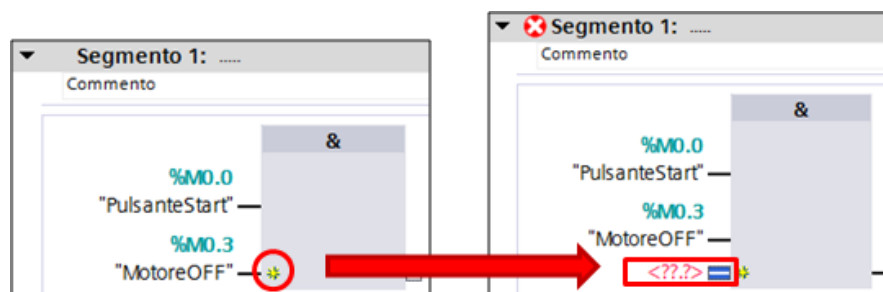 Segmento 1: .....
Commento
&
%M0.0
"PulsanteStart"
%M0.3
"MotoreOFF"
Segmento 1: .....
Commento
&
%M0.0
"PulsanteStart"
%M0.3
"MotoreOFF"
<??.?>